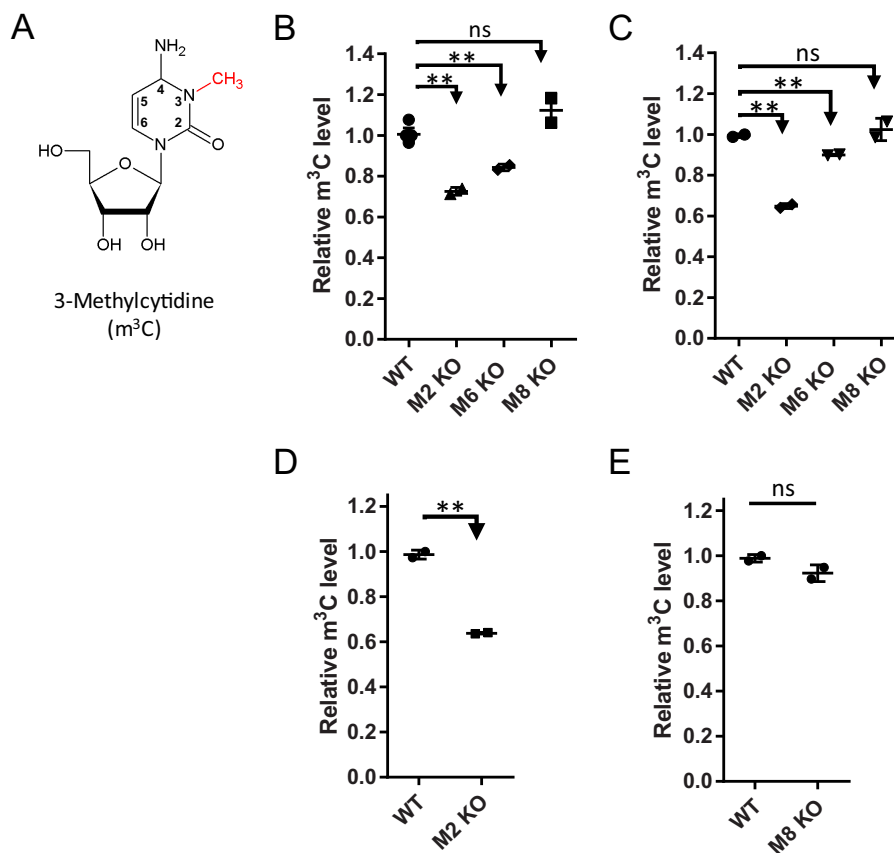 A
NH₂
4
5
3
N
CH₃
6
2
N
O
HO
O
OH
OH
3-Methylcytidine
(m³C)
B
Relative m³C level
1.4
1.2
1.0
0.8
0.6
0.4
0.2
0.0
ns
**
**
WT
M2 KO
M6 KO
M8 KO
C
Relative m³C level
1.4
1.2
1.0
0.8
0.6
0.4
0.2
0.0
ns
**
**
WT
M2 KO
M6 KO
M8 KO
D
Relative m³C level
1.2
1.0
0.8
0.6
0.4
0.2
0.0
**
WT
M2 KO
E
Relative m³C level
1.2
1.0
0.8
0.6
0.4
0.2
0.0
ns
WT
M8 KO